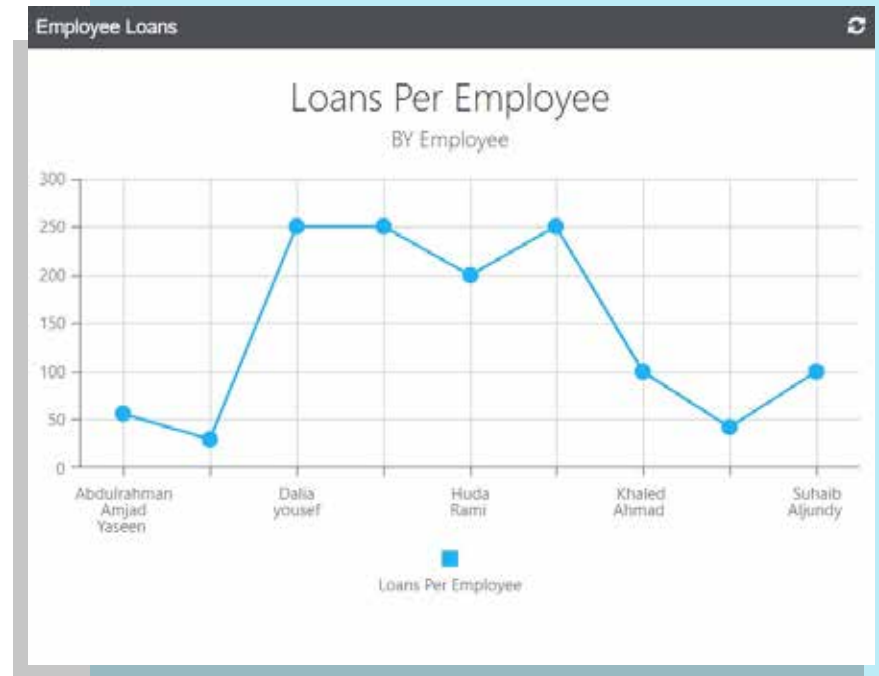 Employee Loans
Loans Per Employee
BY Employee
300
250
200
150
100
50
0
Abdulrahman
Amjad
Yaseen
Dalia
yousef
Huda
Rami
Khaled
Ahmad
Suhaib
Aljundy
Loans Per Employee